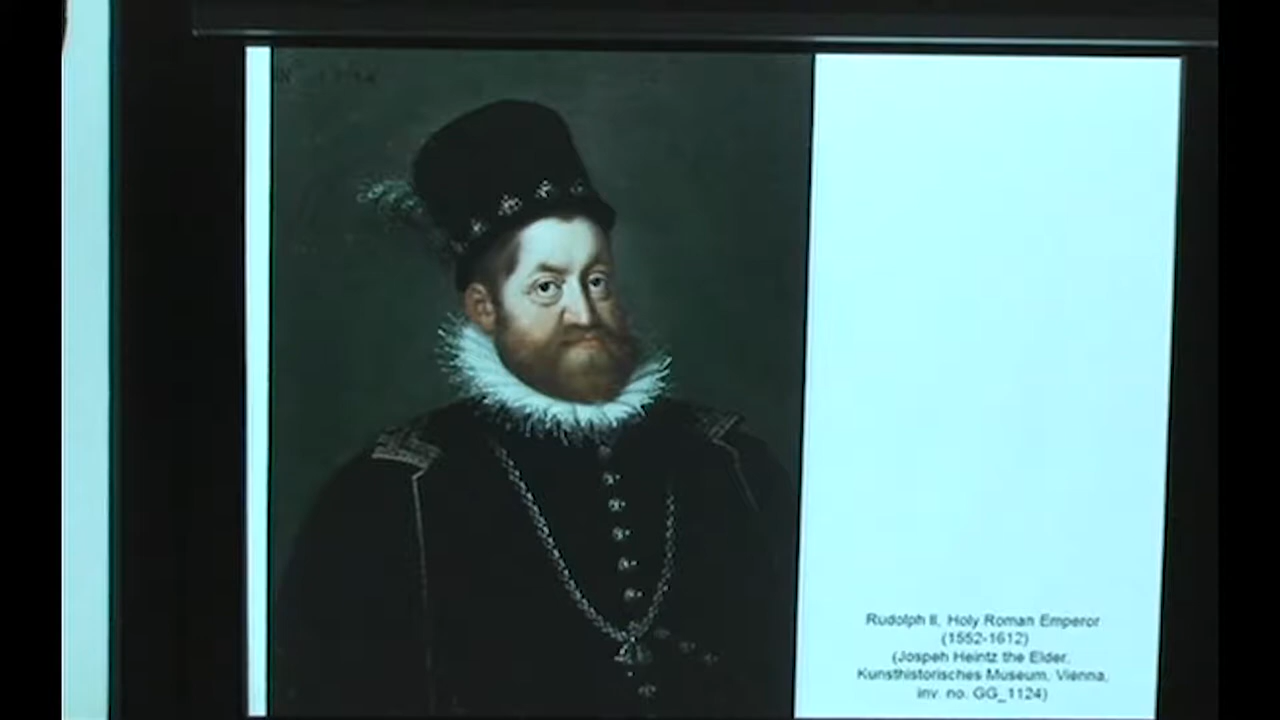 Rudolph II, Holy Roman Emperor
(1552-1612)
(Jospeh Heintz the Elder,
Kunsthistorisches Museum, Vienna,
inv. no. GG_1124)